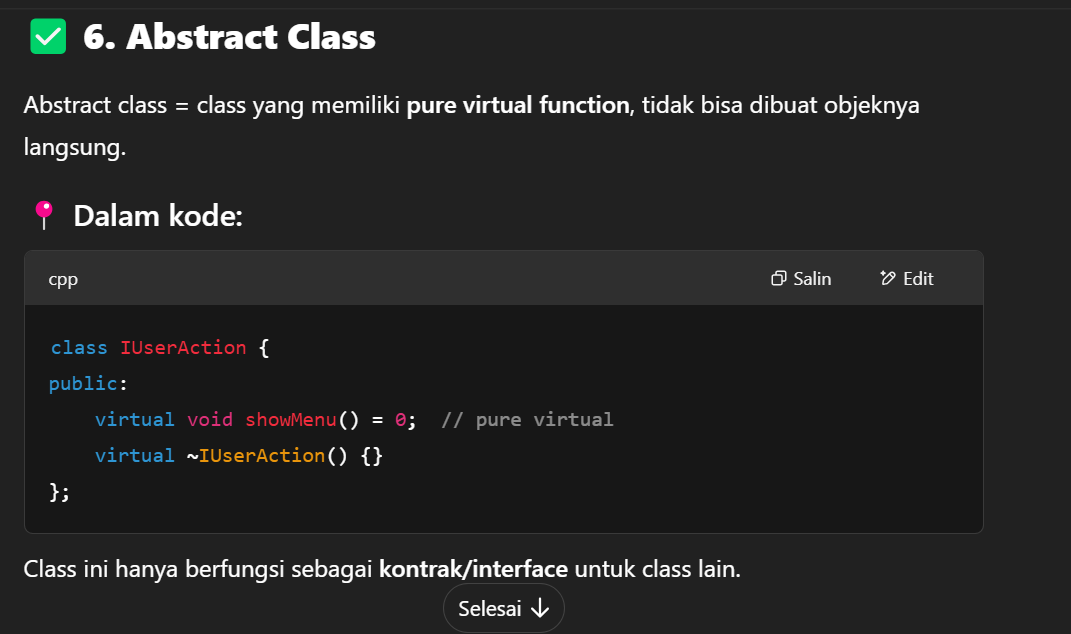 ✅ 6. Abstract Class
Abstract class = class yang memiliki pure virtual function, tidak bisa dibuat objeknya
langsung.
📍 Dalam kode:
cpp Salin Edit
class IUserAction {
public:
    virtual void showMenu() = 0;  // pure virtual
    virtual ~IUserAction() {}
};
Class ini hanya berfungsi sebagai kontrak/interface untuk class lain.
Selesai ↓